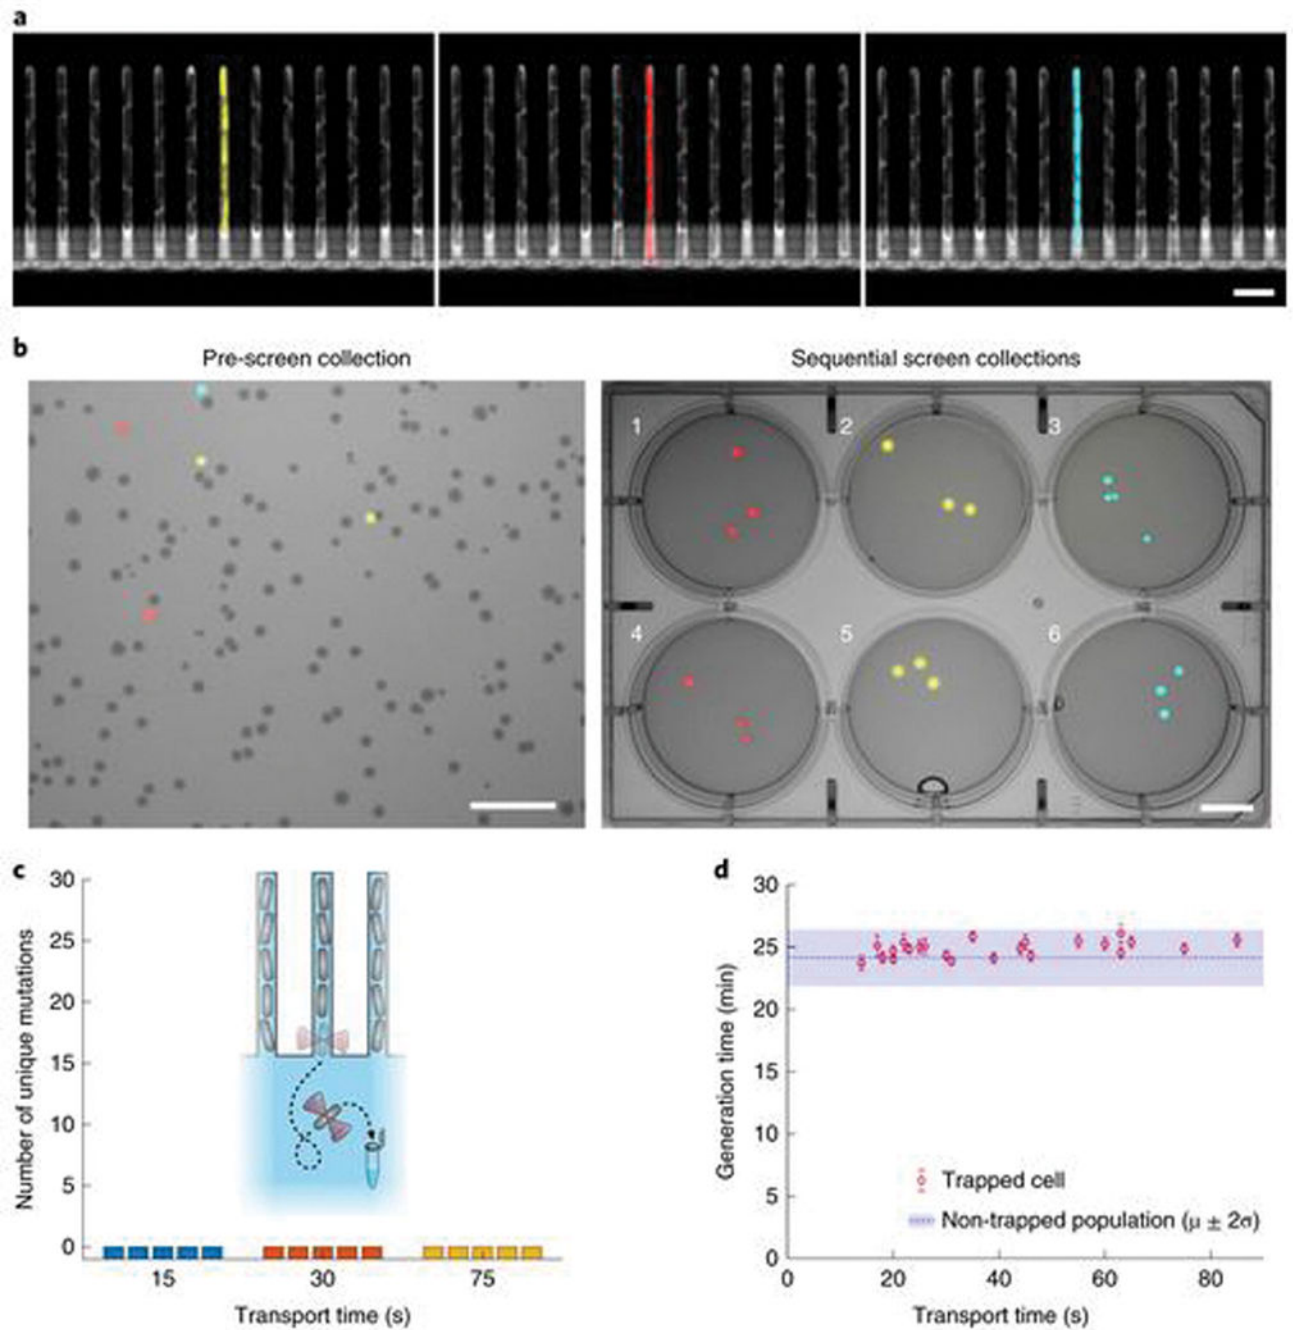 a
b
Pre-screen collection
Sequential screen collections
1
2
3
4
5
6
c
Number of unique mutations
30
25
20
15
10
5
0
15
30
75
Transport time (s)
d
Generation time (min)
30
25
20
15
10
5
0
Trapped cell
Non-trapped population (μ ± 2σ)
0
20
40
60
80
Transport time (s)